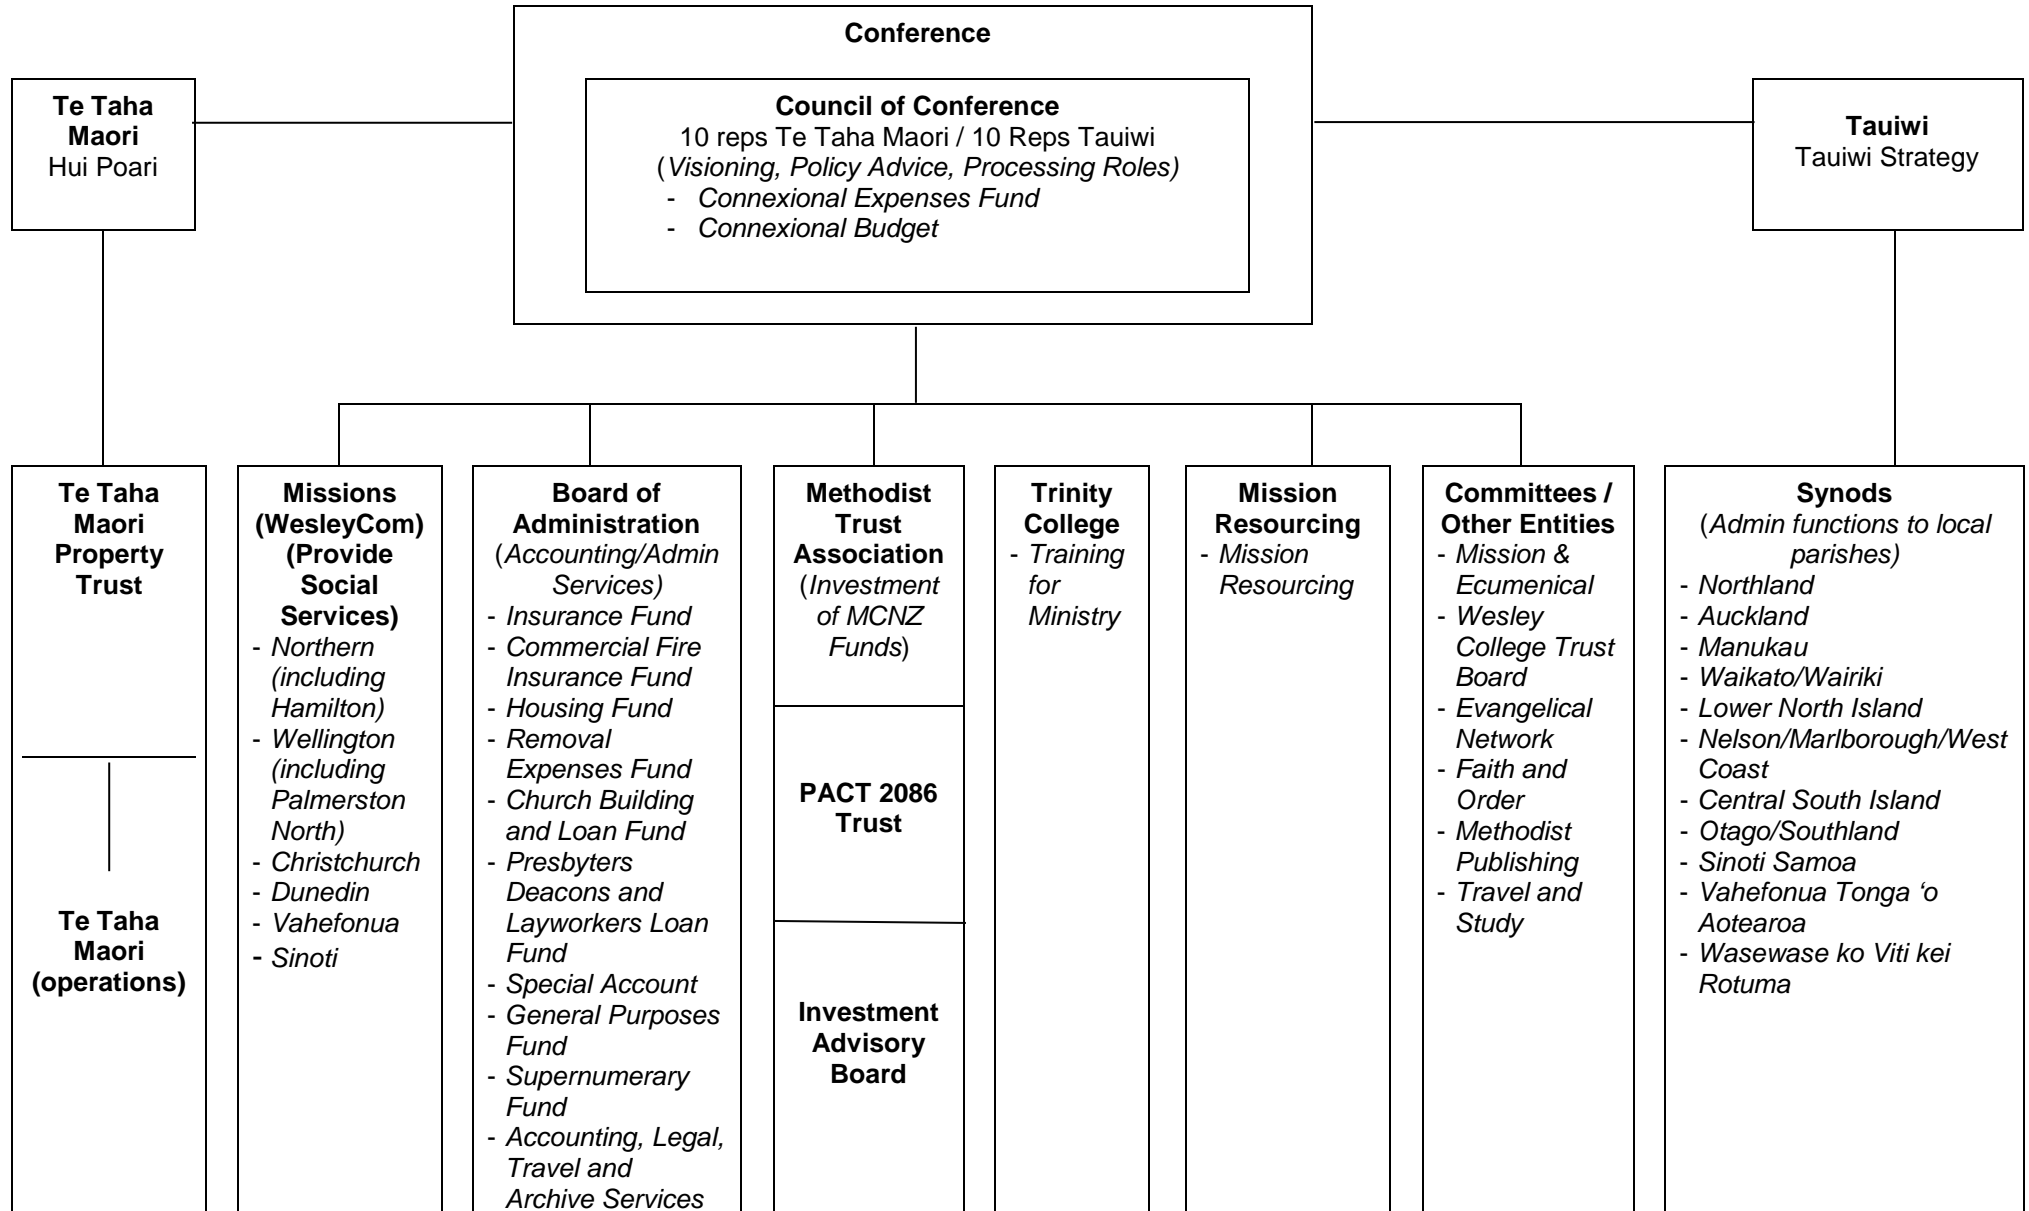 Conference
Te Taha
Maori
Hui Poari
Council of Conference
10 reps Te Taha Maori / 10 Reps Tauiwi
(Visioning, Policy Advice, Processing Roles)
- Connexional Expenses Fund
- Connexional Budget
Tauiwi
Tauiwi Strategy
Te Taha
Maori
Property
Trust
Te Taha
Maori
(operations)
Missions
(WesleyCom)
(Provide
Social
Services)
- Northern
(including
Hamilton)
- Wellington
(including
Palmerston
North)
- Christchurch
- Dunedin
- Vahefonua
- Sinoti
Board of
Administration
(Accounting/Admin
Services)
- Insurance Fund
- Commercial Fire
Insurance Fund
- Housing Fund
- Removal
Expenses Fund
- Church Building
and Loan Fund
- Presbyters
Deacons and
Layworkers Loan
Fund
- Special Account
- General Purposes
Fund
- Supernumerary
Fund
- Accounting, Legal,
Travel and
Archive Services
Methodist
Trust
Association
(Investment
of MCNZ
Funds)
PACT 2086
Trust
Investment
Advisory
Board
Trinity
College
- Training
for
Ministry
Mission
Resourcing
- Mission
Resourcing
Committees /
Other Entities
- Mission &
Ecumenical
- Wesley
College Trust
Board
- Evangelical
Network
- Faith and
Order
- Methodist
Publishing
- Travel and
Study
Synods
(Admin functions to local
parishes)
- Northland
- Auckland
- Manukau
- Waikato/Wairiki
- Lower North Island
- Nelson/Marlborough/West
Coast
- Central South Island
- Otago/Southland
- Sinoti Samoa
- Vahefonua Tonga ‘o
Aotearoa
- Wasewase ko Viti kei
Rotuma